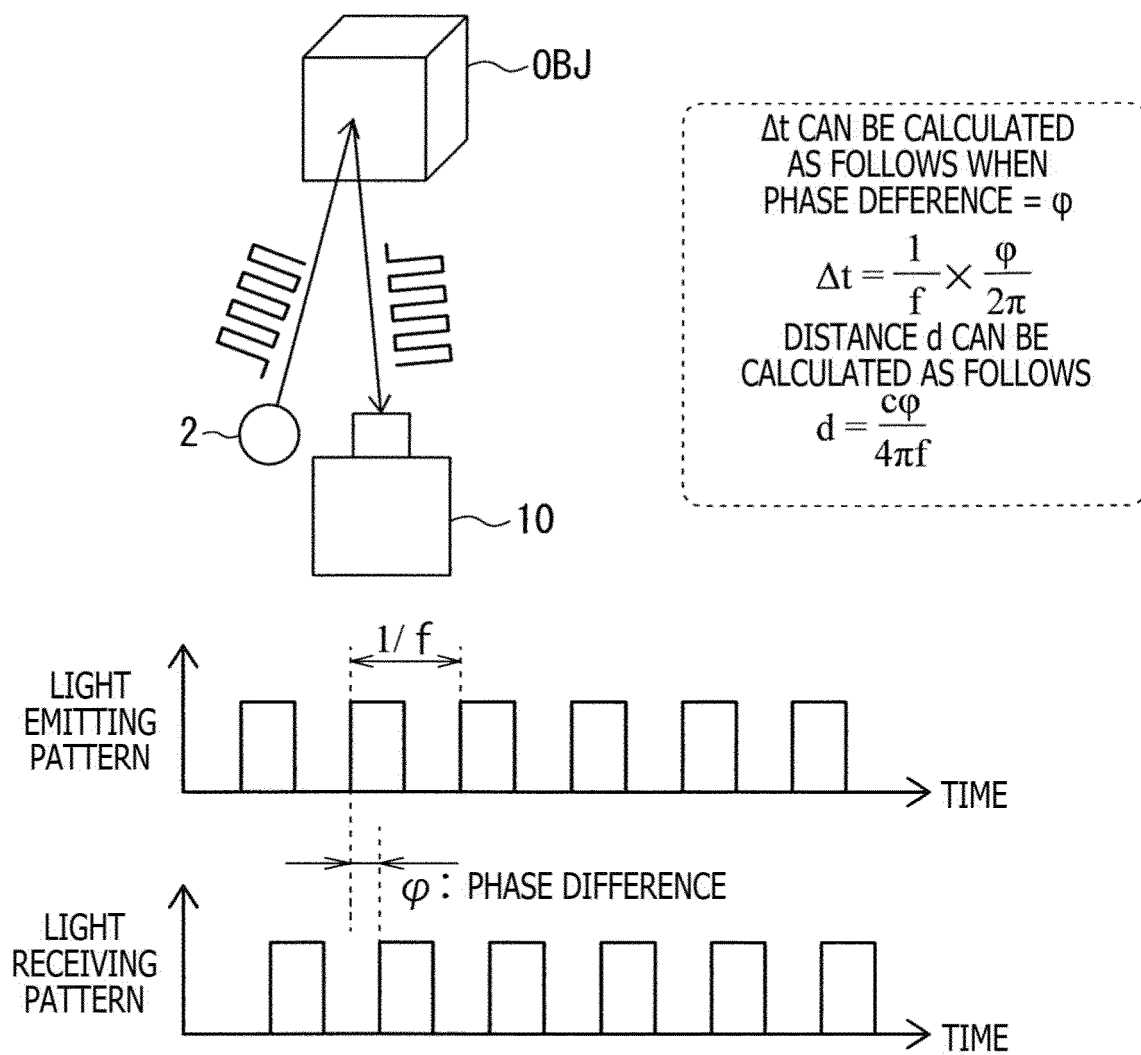 OBJ
Δt CAN BE CALCULATED
AS FOLLOWS WHEN
PHASE DEFERENCE = φ
Δt = 1/f × φ/2π
DISTANCE d CAN BE
CALCULATED AS FOLLOWS
d = cφ/4πf
2
10
1/f
LIGHT
EMITTING
PATTERN
TIME
φ : PHASE DIFFERENCE
LIGHT
RECEIVING
PATTERN
TIME